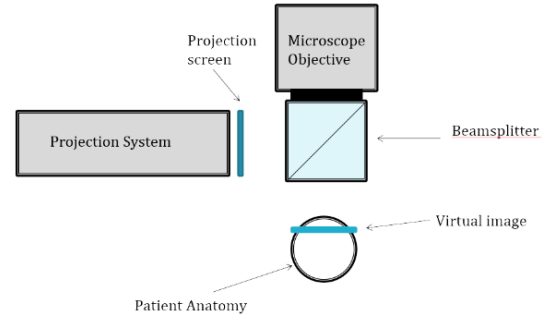 Projection
screen
Microscope
Objective
Projection System
Beamsplitter
Virtual image
Patient Anatomy